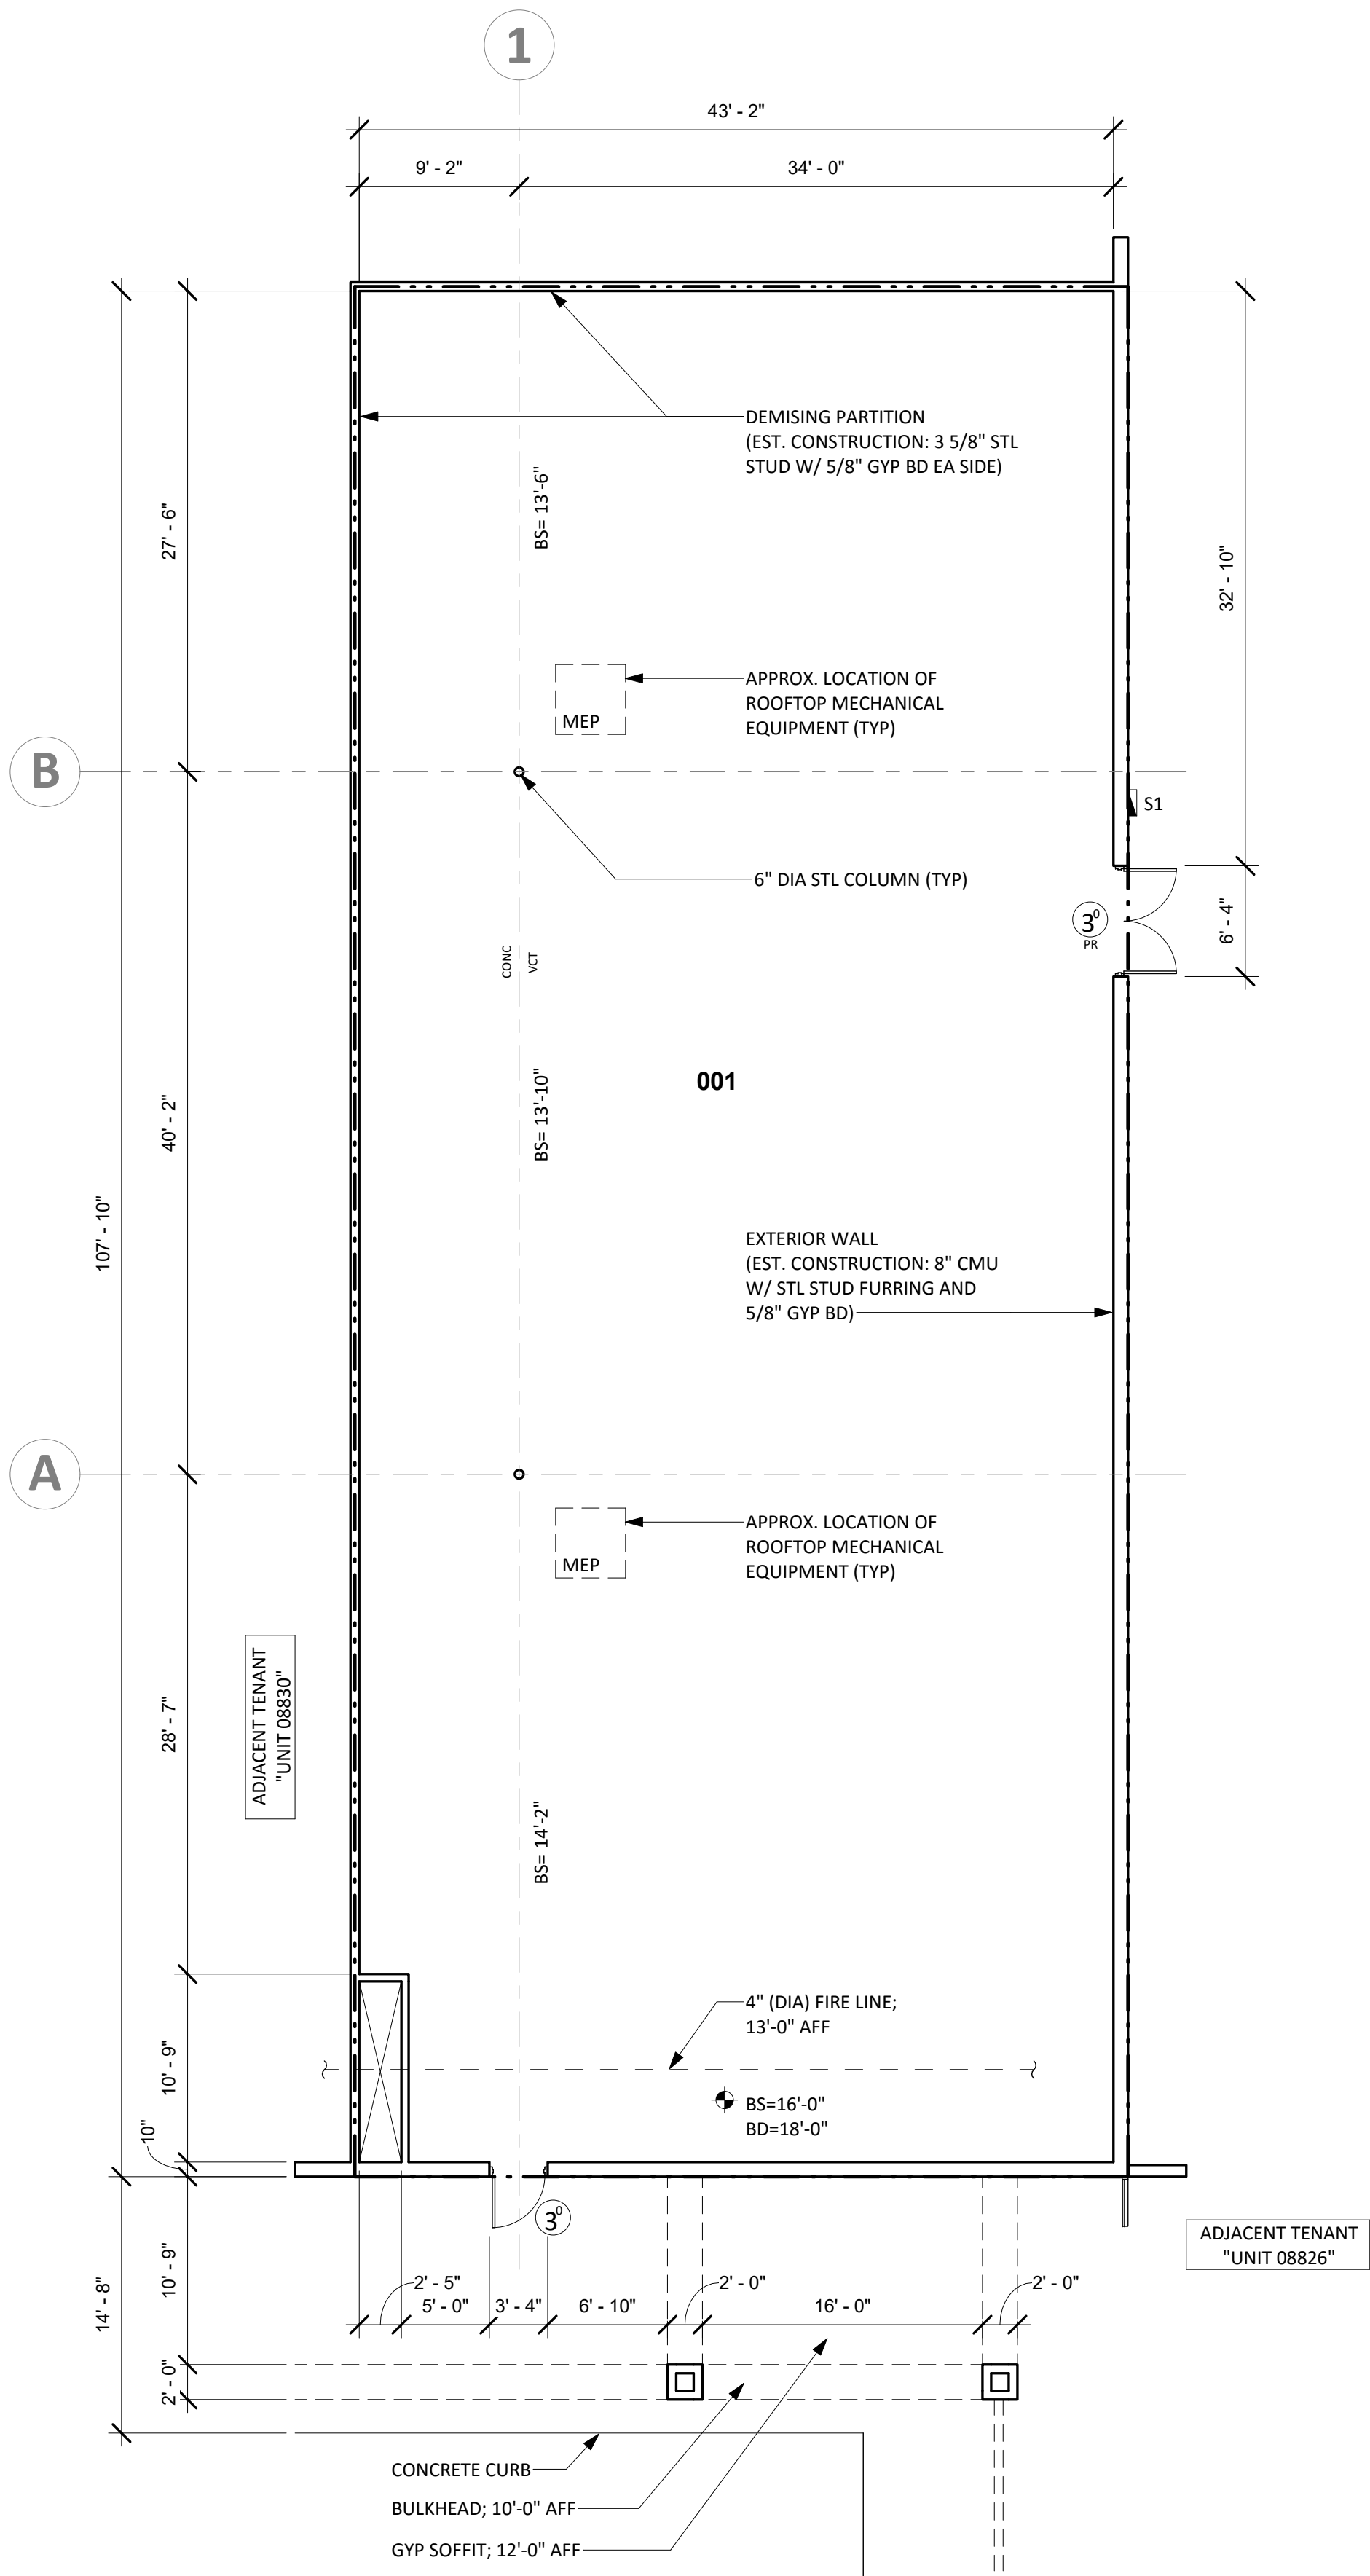 1
43' - 2"
9' - 2"
34' - 0"
DEMISING PARTITION
(EST. CONSTRUCTION: 3 5/8" STL
STUD W/ 5/8" GYP BD EA SIDE)
BS= 13'-6"
27' - 6"
32' - 10"
APPROX. LOCATION OF
ROOFTOP MECHANICAL
EQUIPMENT (TYP)
MEP
B
S1
6" DIA STL COLUMN (TYP)
3⁰
PR
6' - 4"
CONC
VCT
001
BS= 13'-10"
40' - 2"
107' - 10"
EXTERIOR WALL
(EST. CONSTRUCTION: 8" CMU
W/ STL STUD FURRING AND
5/8" GYP BD)
A
APPROX. LOCATION OF
ROOFTOP MECHANICAL
EQUIPMENT (TYP)
MEP
28' - 7"
ADJACENT TENANT
"UNIT 08830"
BS= 14'-2"
4" (DIA) FIRE LINE;
13'-0" AFF
10' - 9"
BS=16'-0"
BD=18'-0"
10"
3⁰
ADJACENT TENANT
"UNIT 08826"
10' - 9"
14' - 8"
2' - 5"
5' - 0"
3' - 4"
6' - 10"
2' - 0"
16' - 0"
2' - 0"
2' - 0"
CONCRETE CURB
BULKHEAD; 10'-0" AFF
GYP SOFFIT; 12'-0" AFF